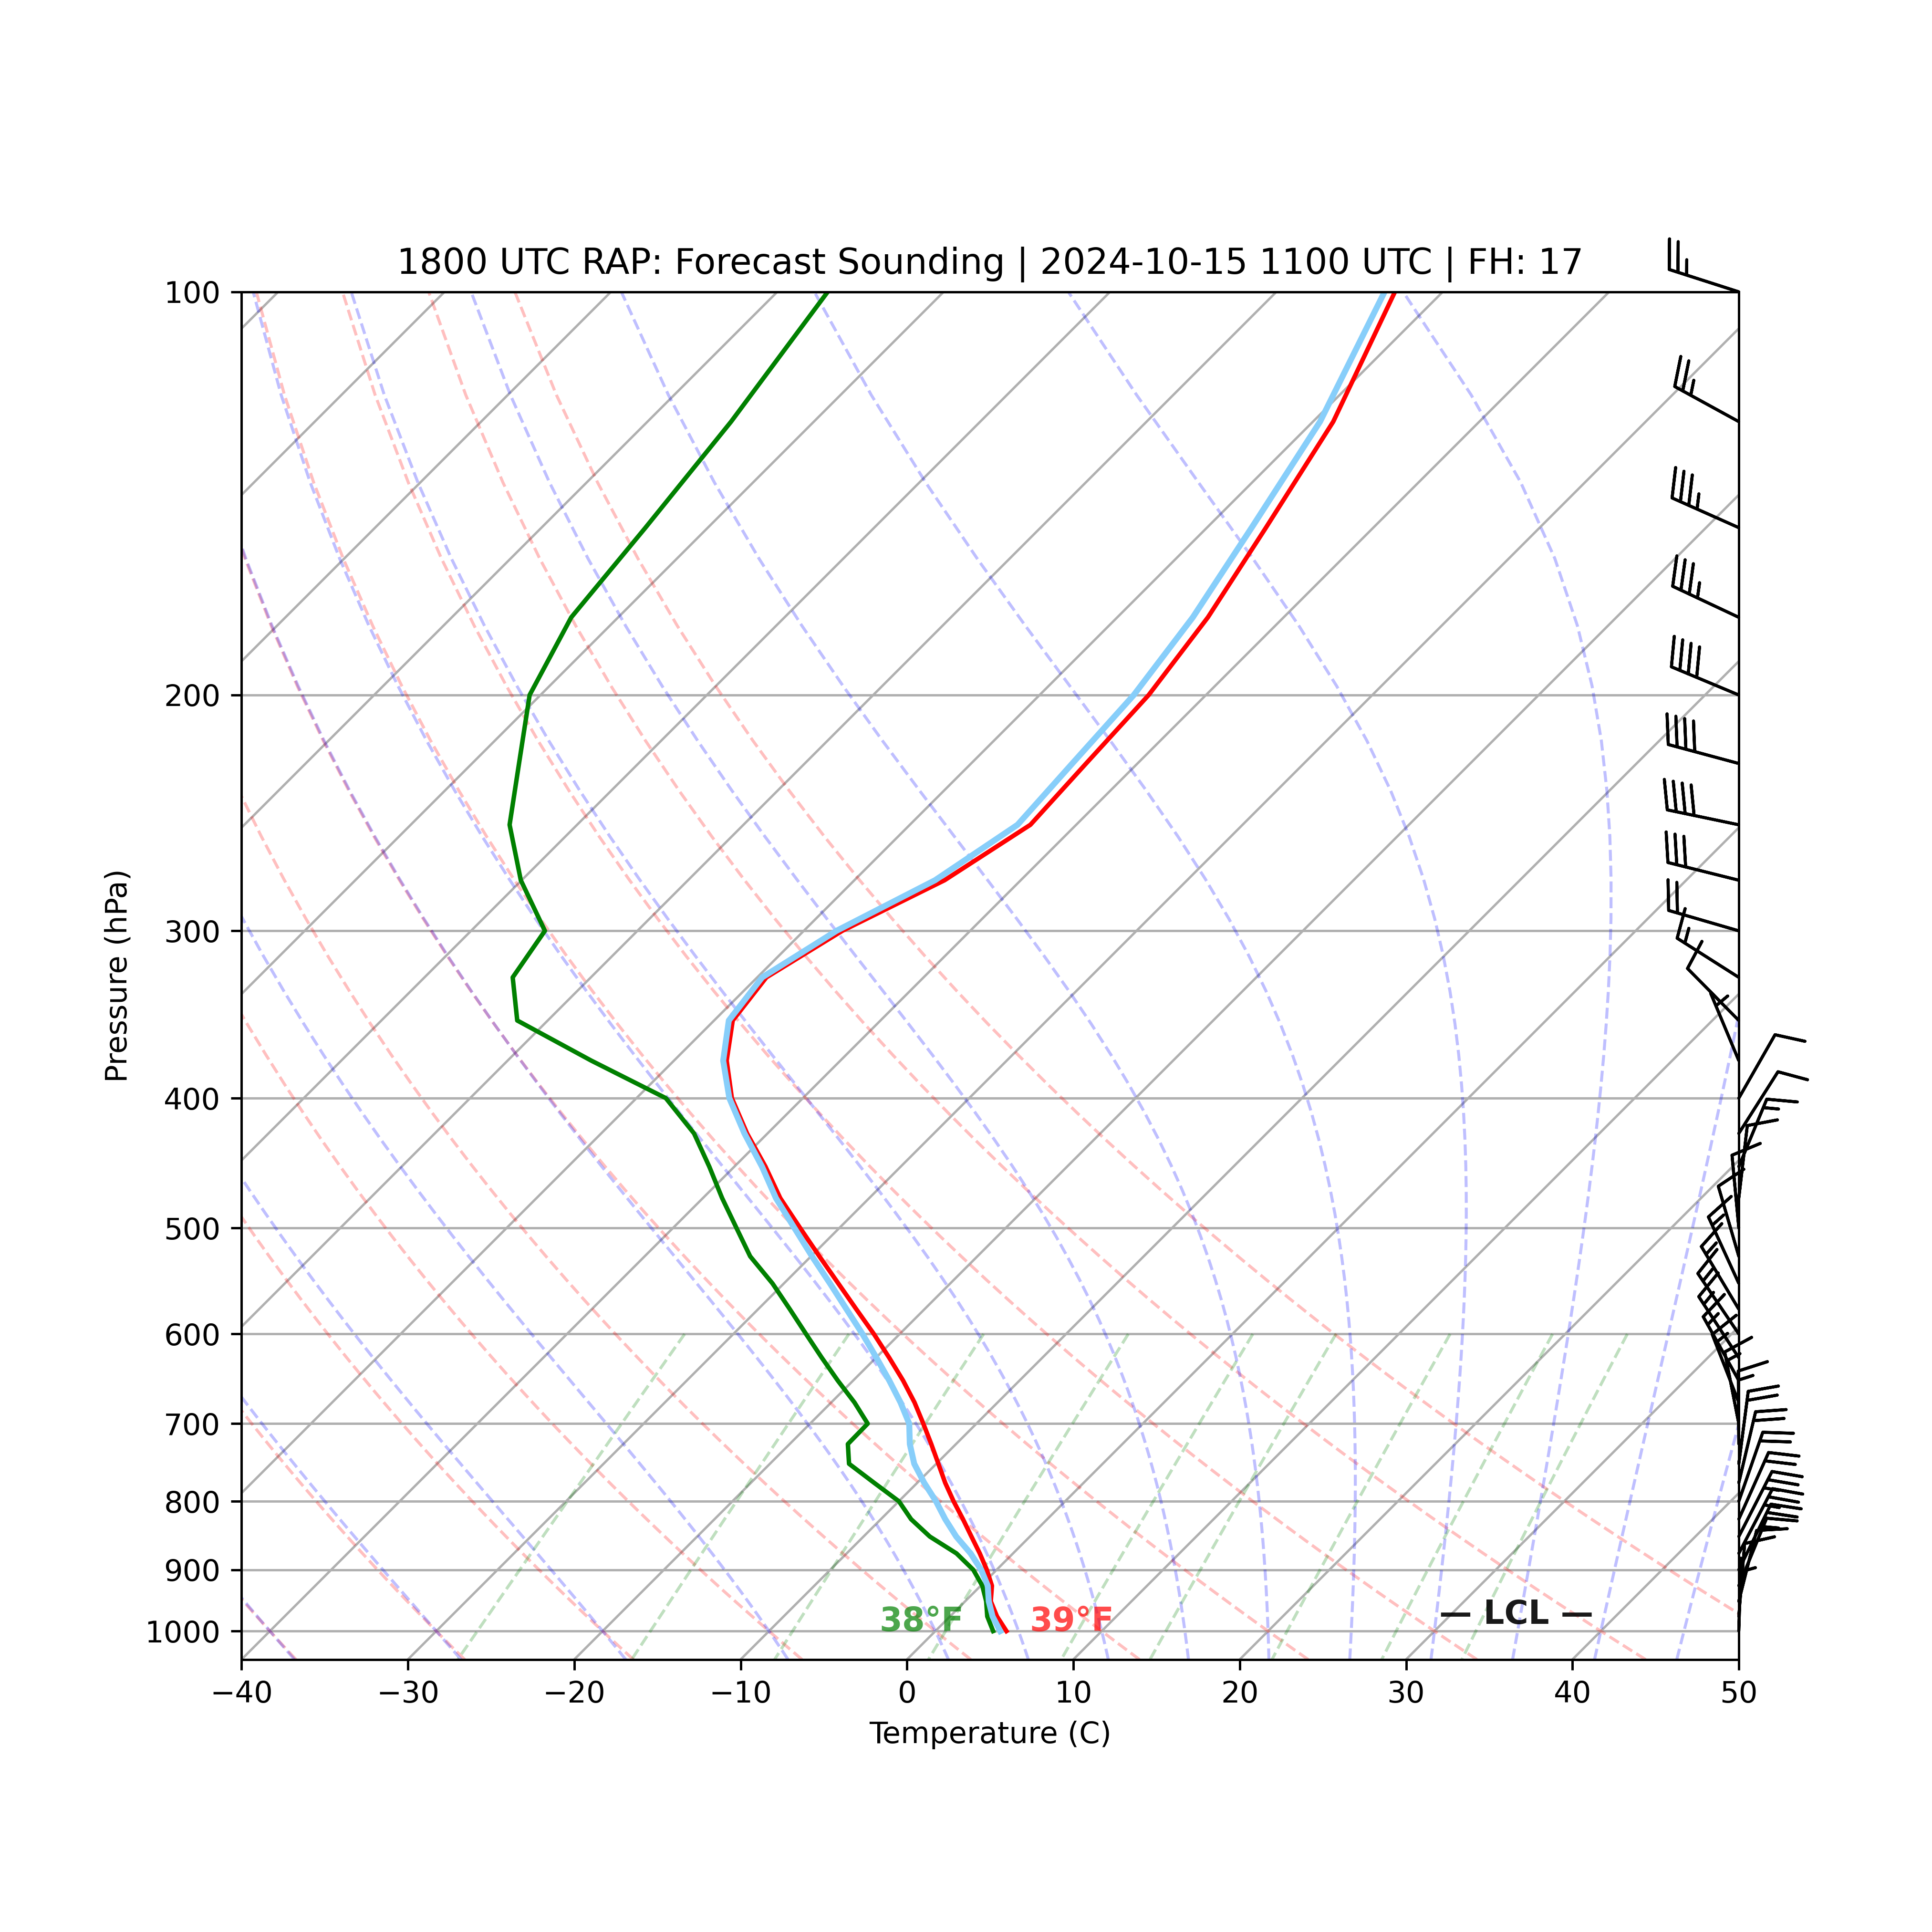 1800 UTC RAP: Forecast Sounding | 2024-10-15 1100 UTC | FH: 17
100
200
300
400
500
600
700
800
900
1000
Pressure (hPa)
38°F 39°F — LCL —
−40 −30 −20 −10 0 10 20 30 40 50
Temperature (C)